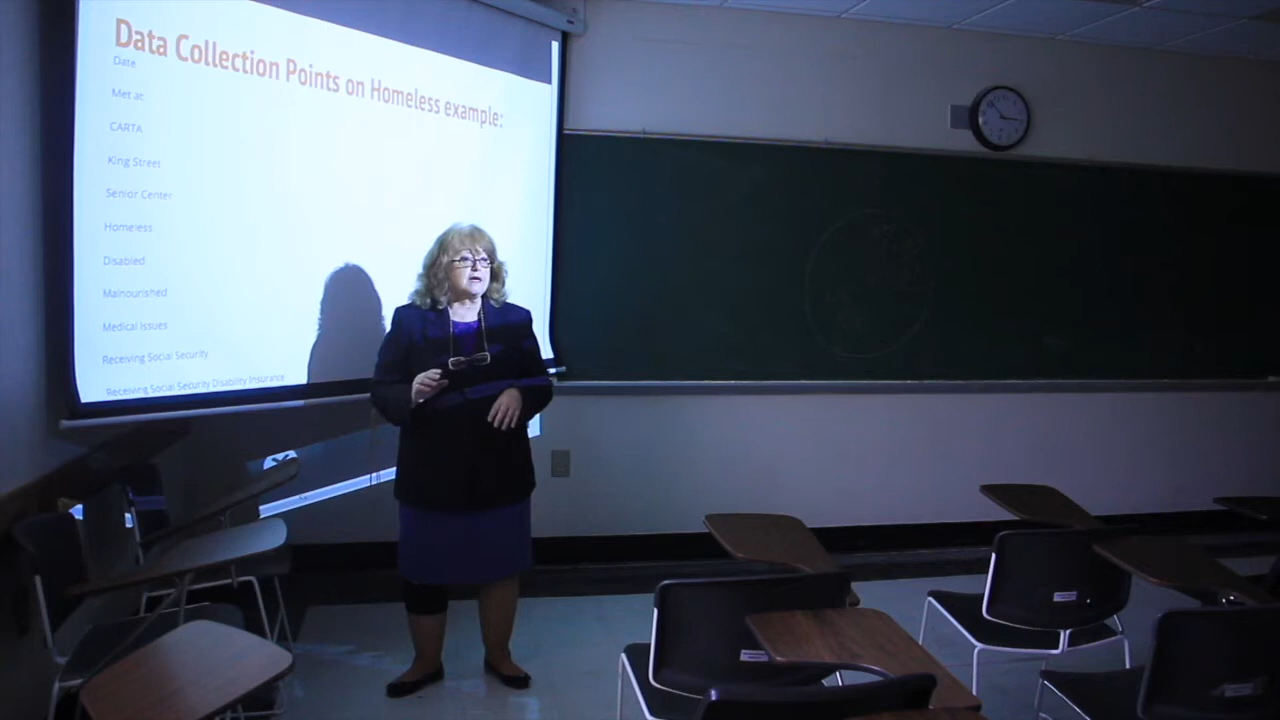 Data Collection Points on Homeless example:
Date
Met at:
CARTA
King Street
Senior Center
Homeless
Disabled
Malnourished
Medical Issues
Receiving Social Security
Receiving Social Security Disability Insurance